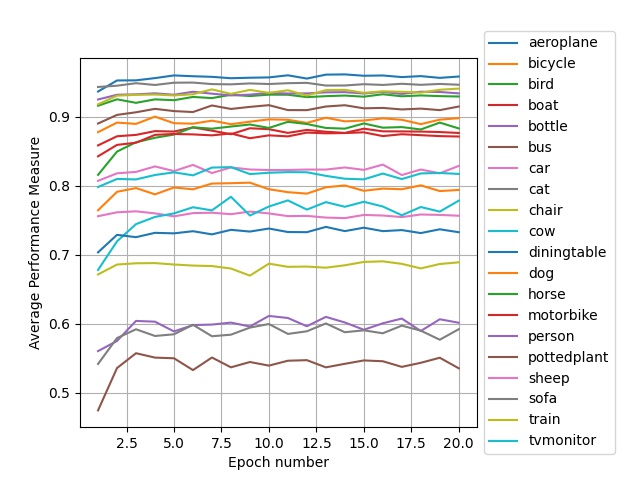 Average Performance Measure
0.9
0.8
0.7
0.6
0.5
2.5 5.0 7.5 10.0 12.5 15.0 17.5 20.0
Epoch number
aeroplane
bicycle
bird
boat
bottle
bus
car
cat
chair
cow
diningtable
dog
horse
motorbike
person
pottedplant
sheep
sofa
train
tvmonitor